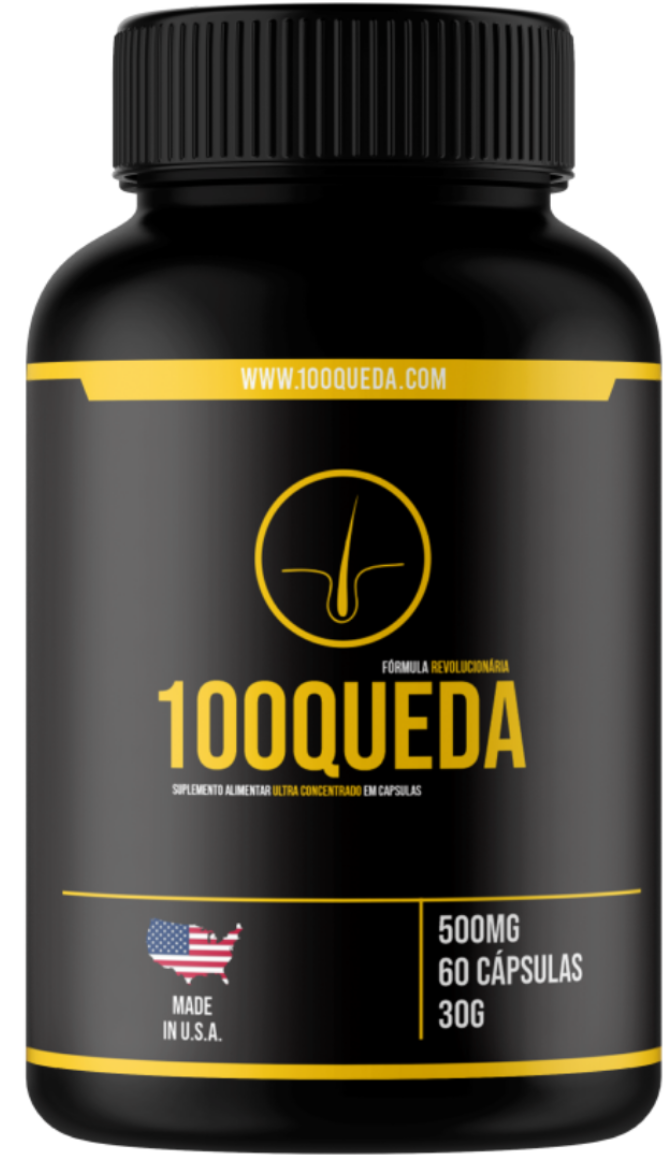 WWW.100QUEDA.COM
FÓRMULA REVOLUCIONÁRIA
100QUEDA
SUPLEMENTO ALIMENTAR ULTRA CONCENTRADO EM CAPSULAS
MADE
IN U.S.A.
500MG
60 CÁPSULAS
30G